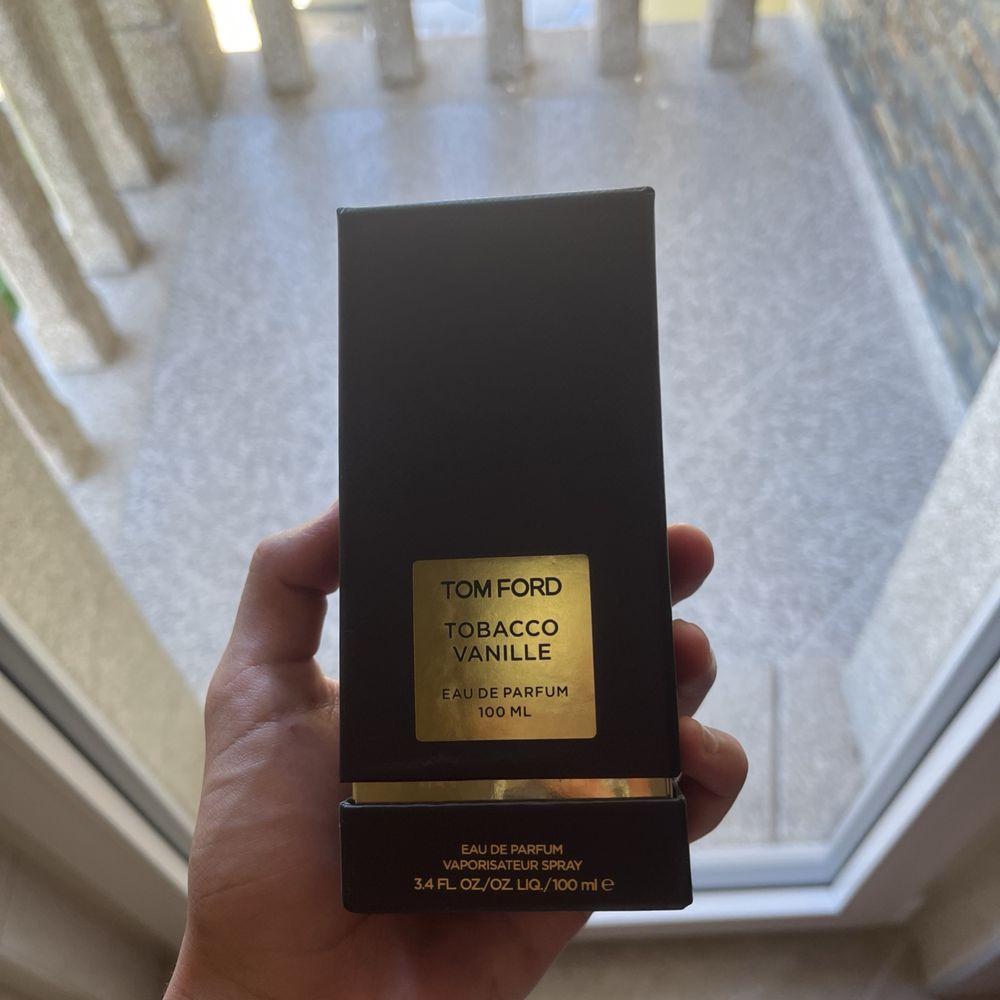 TOM FORD
TOBACCO
VANILLE
EAU DE PARFUM
100 ML
EAU DE PARFUM
VAPORISATEUR SPRAY
3.4 FL. OZ./OZ. LIQ./100 ml ℮